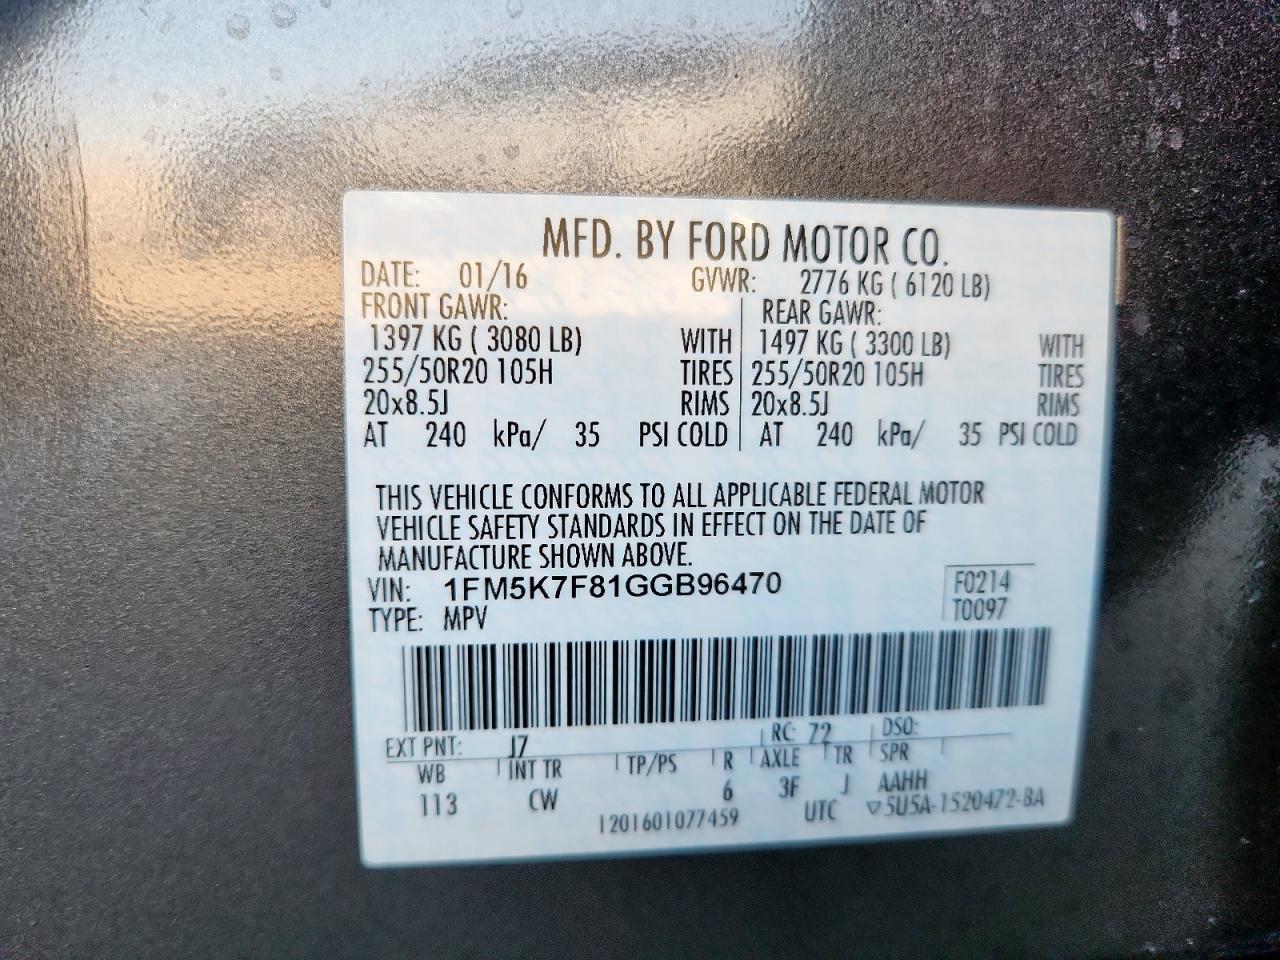 MFD. BY FORD MOTOR CO.
DATE: 01/16 GVWR: 2776 KG ( 6120 LB)
FRONT GAWR: REAR GAWR:
1397 KG ( 3080 LB) WITH 1497 KG ( 3300 LB) WITH
255/50R20 105H TIRES 255/50R20 105H TIRES
20x8.5J RIMS 20x8.5J RIMS
AT 240 kPa/ 35 PSI COLD AT 240 kPa/ 35 PSI COLD
THIS VEHICLE CONFORMS TO ALL APPLICABLE FEDERAL MOTOR
VEHICLE SAFETY STANDARDS IN EFFECT ON THE DATE OF
MANUFACTURE SHOWN ABOVE.
VIN: 1FM5K7F81GGB96470 F0214
TYPE: MPV T0097
EXT PNT: J7 RC: 72 DSO:
WB INT TR TP/PS R AXLE TR SPR
113 CW 6 3F J AAHH
1201601077459 UTC ▽5U5A-1520472-BA